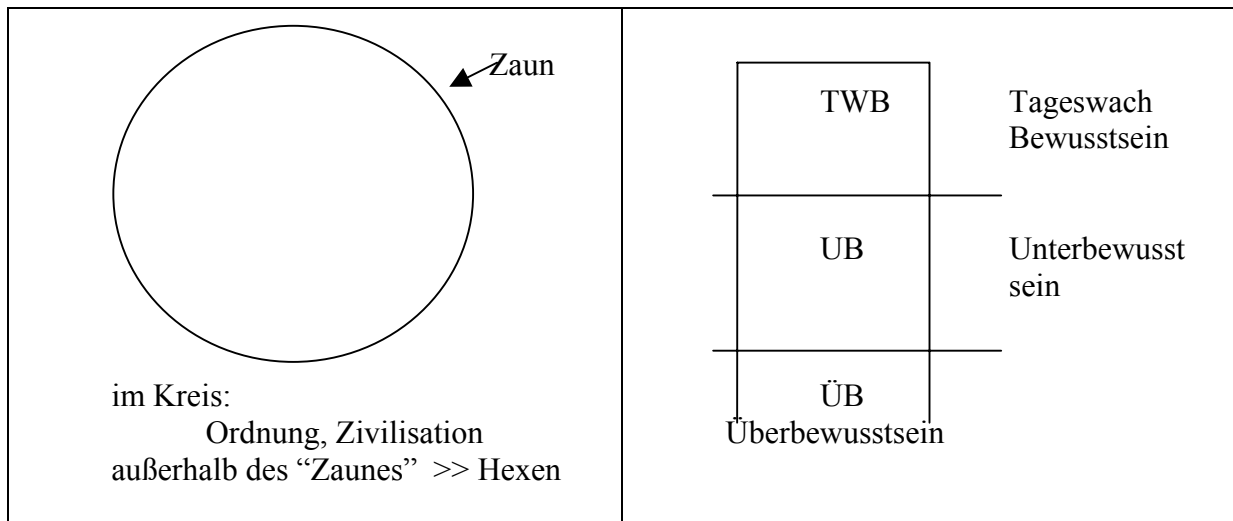 Zaun
im Kreis:
Ordnung, Zivilisation
außerhalb des “Zaunes” >> Hexen
TWB
Tageswach
Bewusstsein
UB
Unterbewusst
sein
ÜB
Überbewusstsein